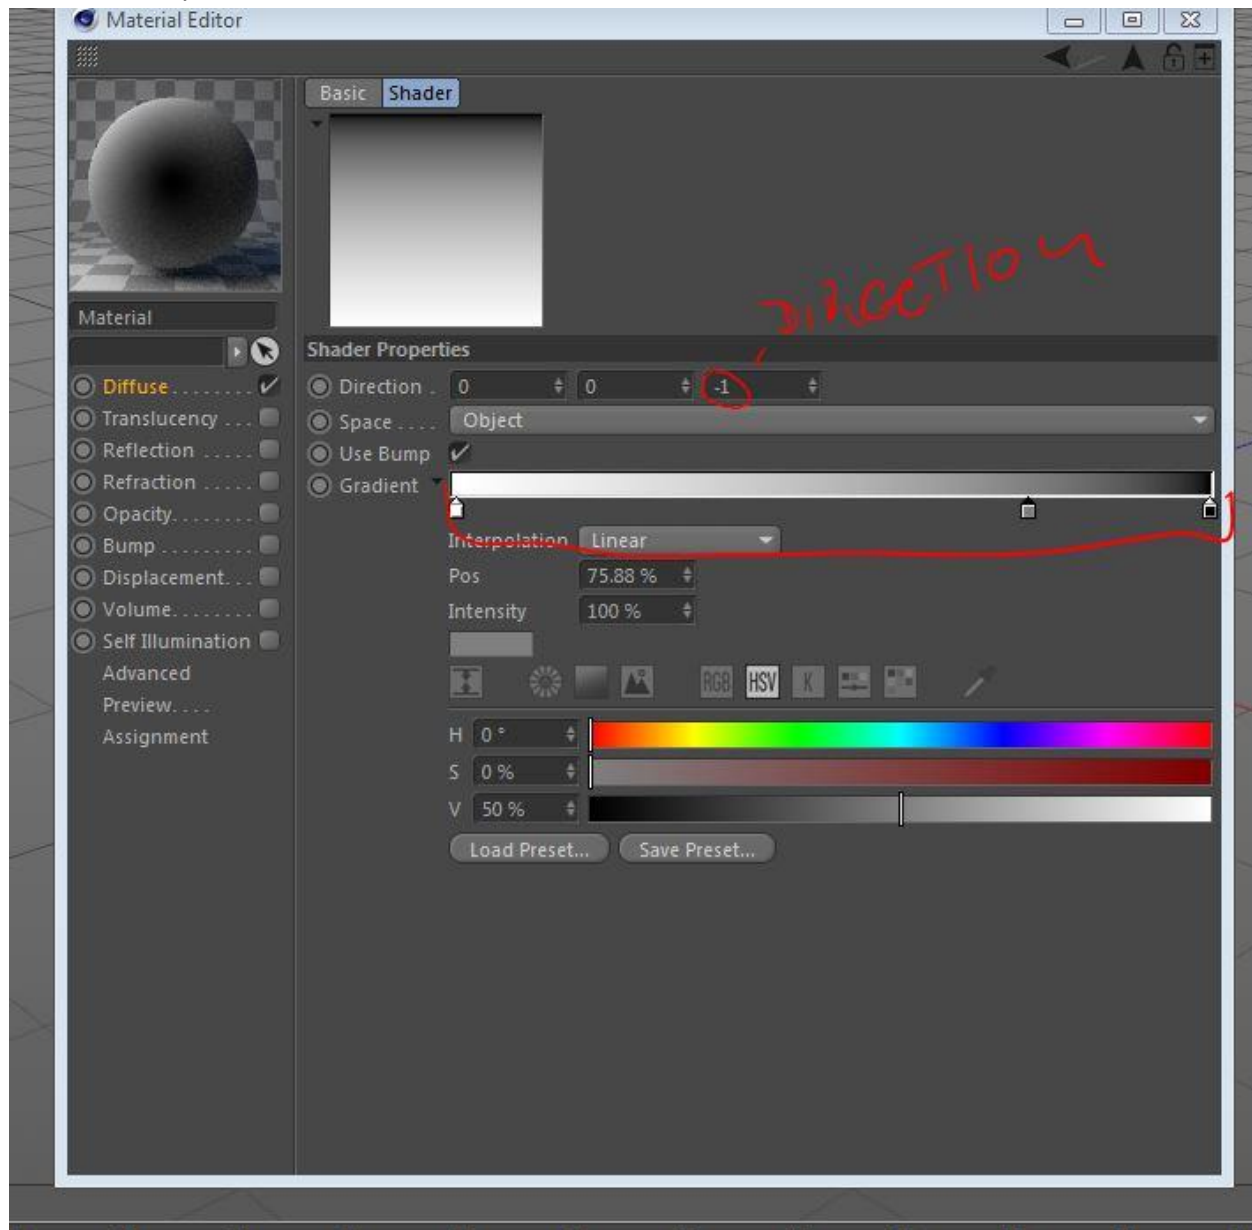 Material Editor
Basic Shader
DIRECTION
Material
Shader Properties
Diffuse........
Translucency ...
Reflection .....
Refraction .....
Opacity........
Bump .........
Displacement...
Volume........
Self Illumination
Advanced
Preview....
Assignment
Direction . 0 0 -1
Space .... Object
Use Bump
Gradient
Interpolation Linear
Pos 75.88 %
Intensity 100 %
RGB HSV K
H 0 °
S 0 %
V 50 %
Load Preset... Save Preset...